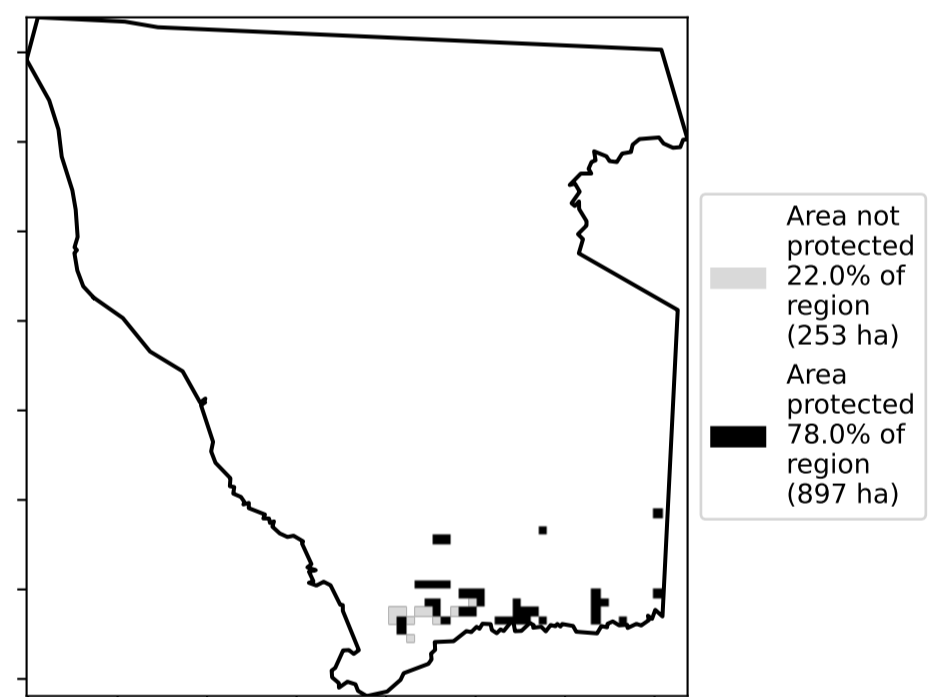 Area not
protected
22.0% of
region
(253 ha)
Area
protected
78.0% of
region
(897 ha)